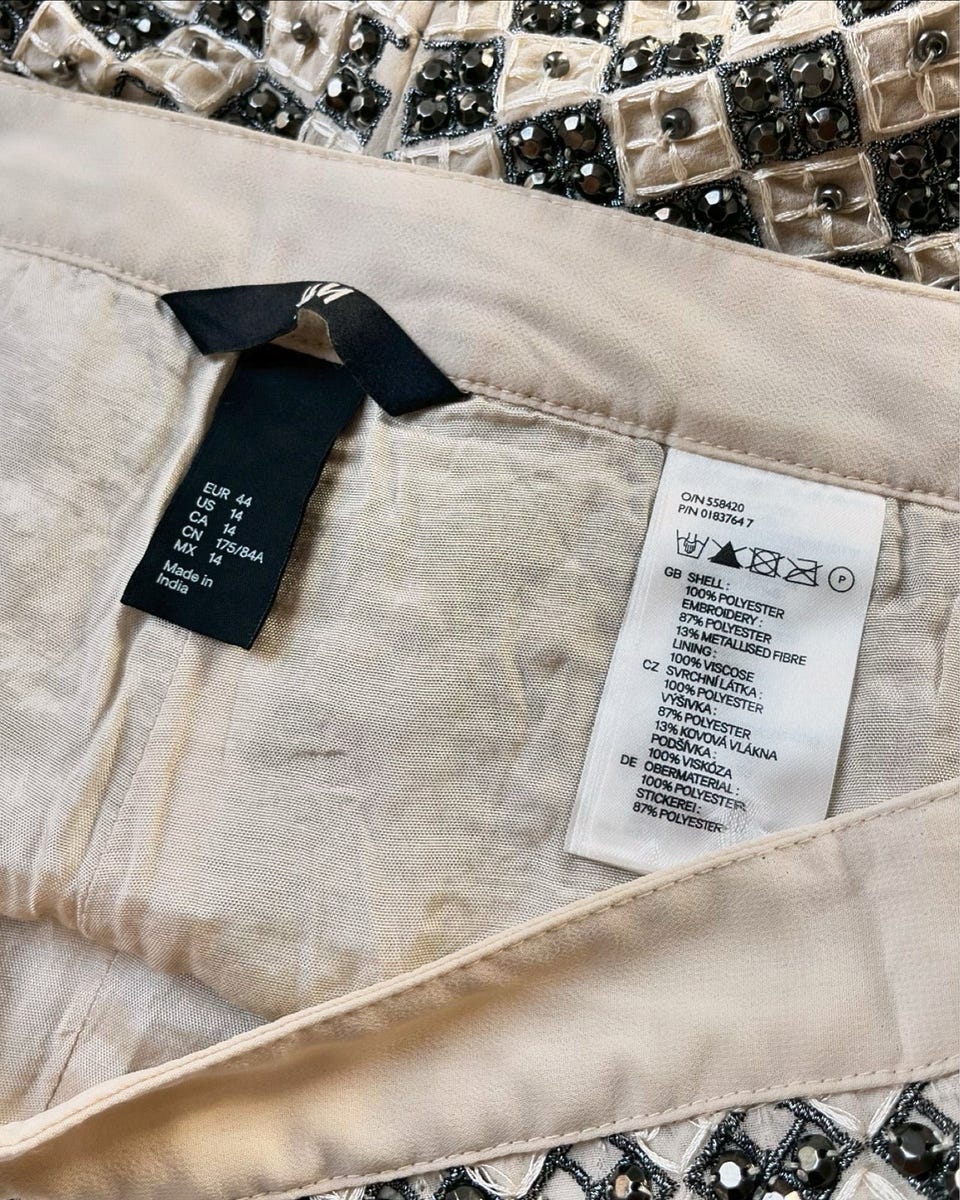 EUR 44
US 14
CA 14
CN 175/84A
MX 14
Made in
India
O/N 558420
P/N 0183764 7
P
GB SHELL :
100% POLYESTER
EMBROIDERY :
87% POLYESTER
13% METALLISED FIBRE
LINING :
100% VISCOSE
CZ SVRCHNÍ LÁTKA :
100% POLYESTER
VÝŠIVKA :
87% POLYESTER
13% KOVOVÁ VLÁKNA
PODŠÍVKA :
100% VISKÓZA
DE OBERMATERIAL :
100% POLYESTER
STICKEREI :
87% POLYESTER